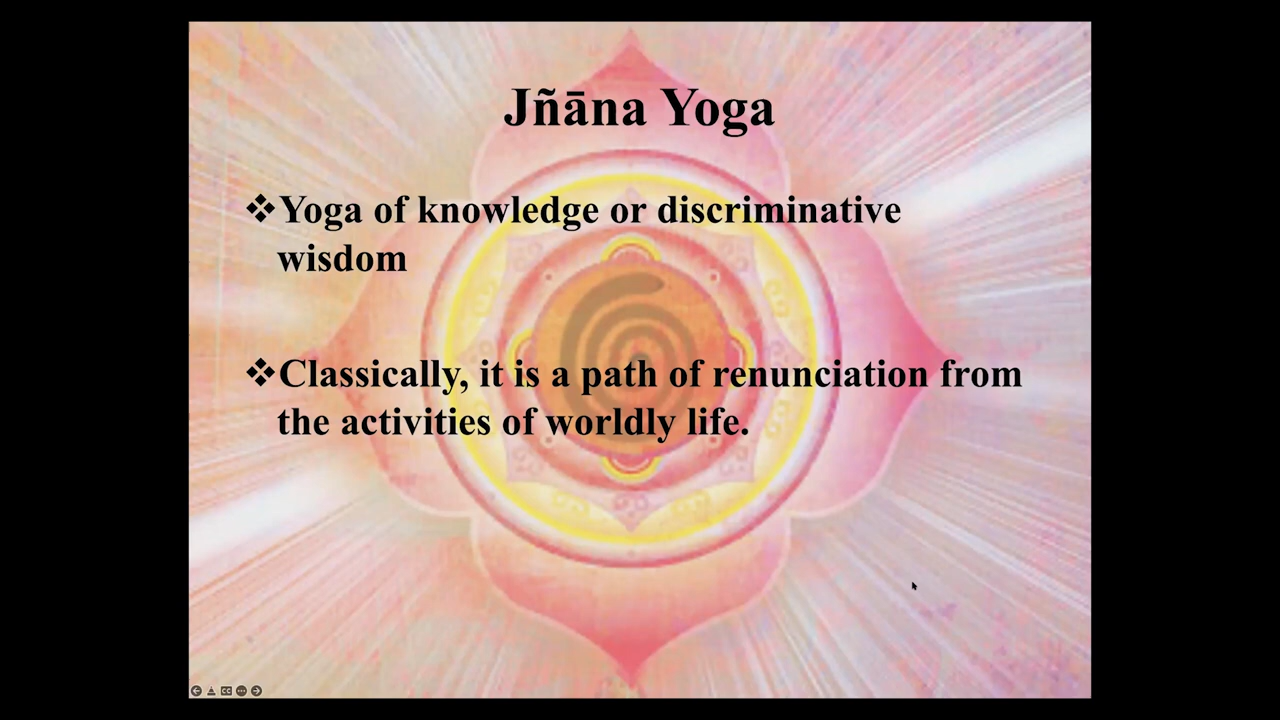 Jñāna Yoga
❖Yoga of knowledge or discriminative
wisdom
❖Classically, it is a path of renunciation from
the activities of worldly life.